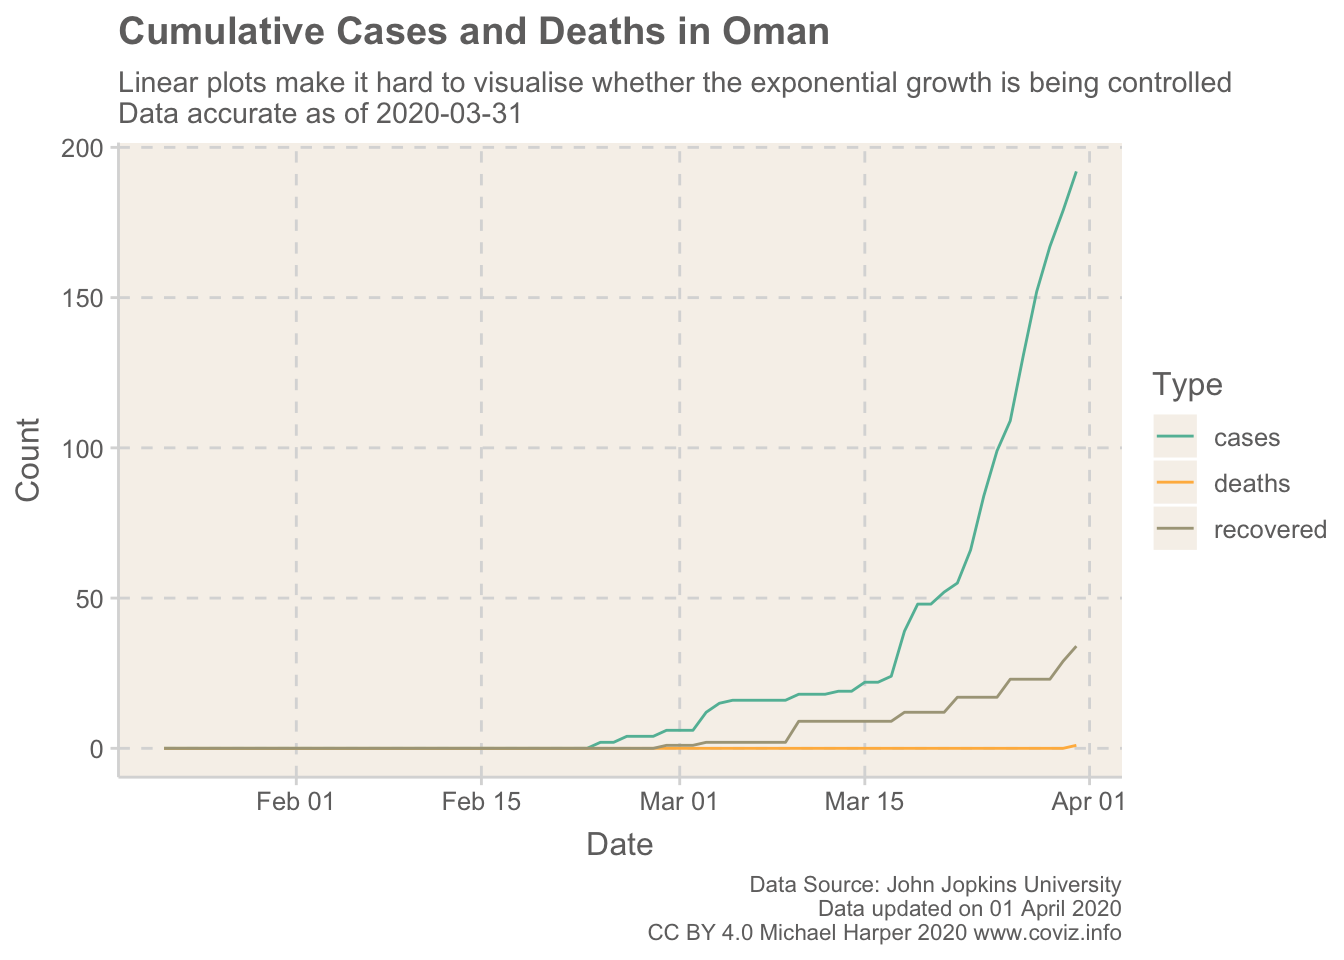 Cumulative Cases and Deaths in Oman
Linear plots make it hard to visualise whether the exponential growth is being controlled
Data accurate as of 2020-03-31
200
150
100
50
0
Count
Feb 01
Feb 15
Mar 01
Mar 15
Apr 01
Date
Type
cases
deaths
recovered
Data Source: John Jopkins University
Data updated on 01 April 2020
CC BY 4.0 Michael Harper 2020 www.coviz.info